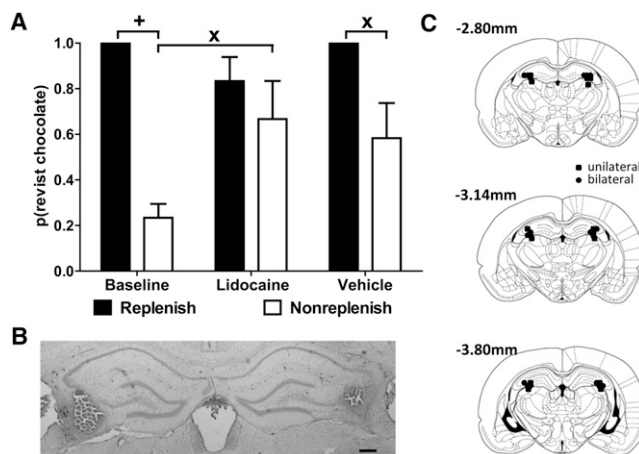 A
+
x
x
p(revist chocolate)
1.0
0.8
0.6
0.4
0.2
0.0
Baseline
Lidocaine
Vehicle
Replenish
Nonreplenish
B
C
-2.80mm
unilateral
bilateral
-3.14mm
-3.80mm